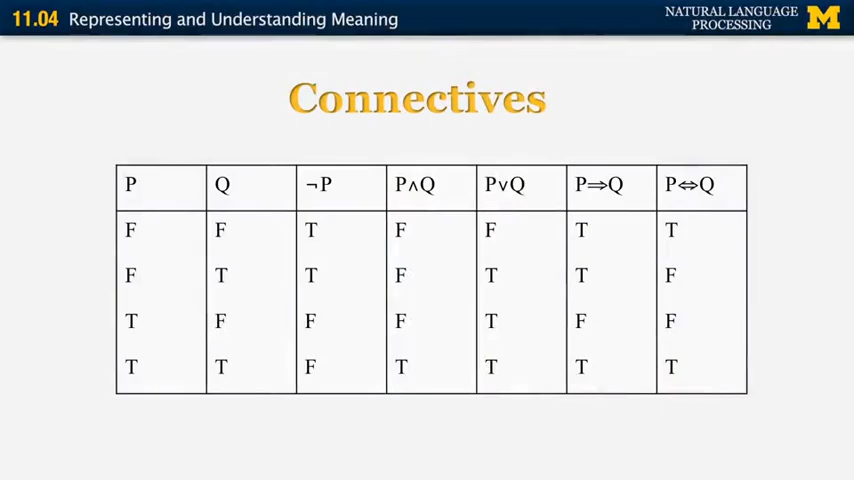 11.04 Representing and Understanding Meaning
NATURAL LANGUAGE
PROCESSING
M
Connectives
P Q ¬P P∧Q P∨Q P⇒Q P⇔Q
F F T F F T T
F T T F T T F
T F F F T F F
T T F T T T T